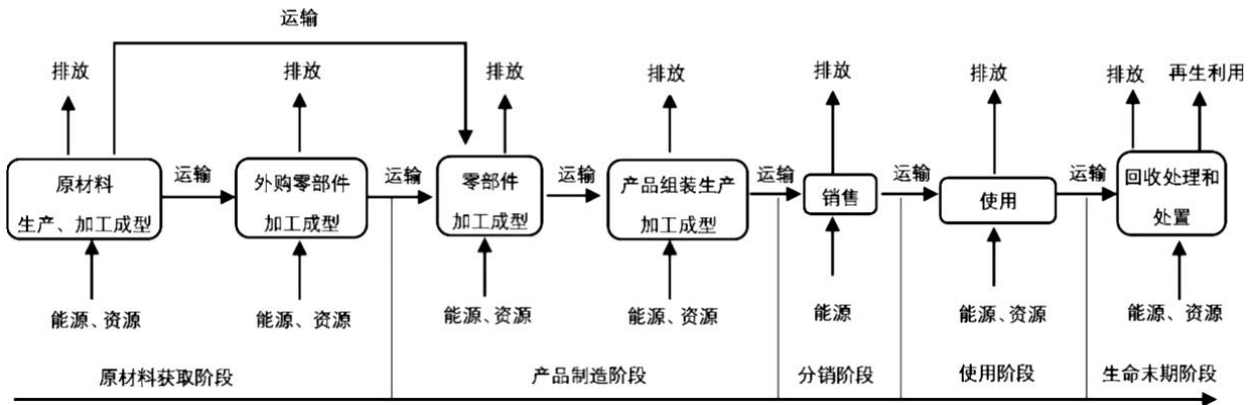 运输
排放
排放
排放
排放
排放
排放
排放
再生利用
原材料
生产、加工成型
运输
外购零部件
加工成型
运输
零部件
加工成型
运输
产品组装生产
加工成型
运输
销售
运输
使用
运输
回收处理和
处置
能源、资源
能源、资源
能源、资源
能源、资源
能源
能源、资源
能源、资源
原材料获取阶段
产品制造阶段
分销阶段
使用阶段
生命末期阶段